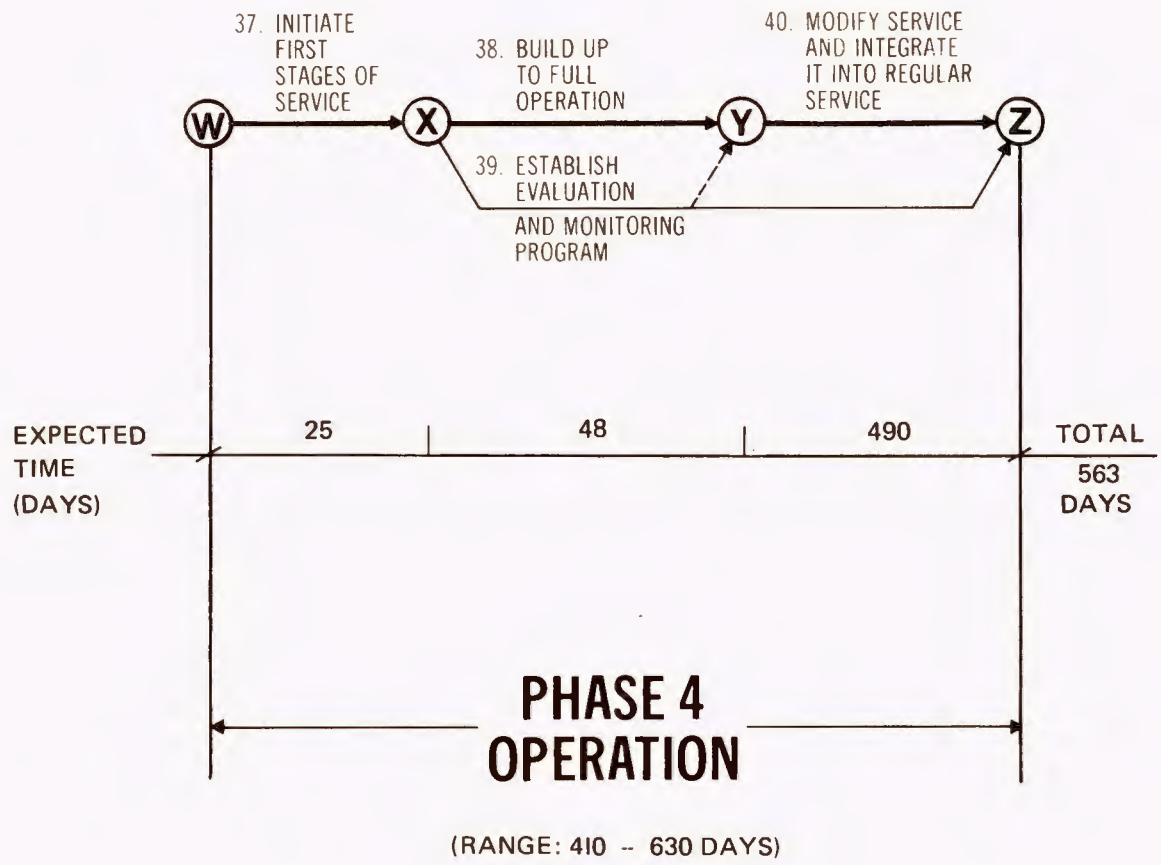 37. INITIATE
FIRST
STAGES OF
SERVICE
38. BUILD UP
TO FULL
OPERATION
40. MODIFY SERVICE
AND INTEGRATE
IT INTO REGULAR
SERVICE
W
X
Y
Z
39. ESTABLISH
EVALUATION
AND MONITORING
PROGRAM
EXPECTED
TIME
(DAYS)
25
48
490
TOTAL
563
DAYS
PHASE 4
OPERATION
(RANGE: 410 -- 630 DAYS)